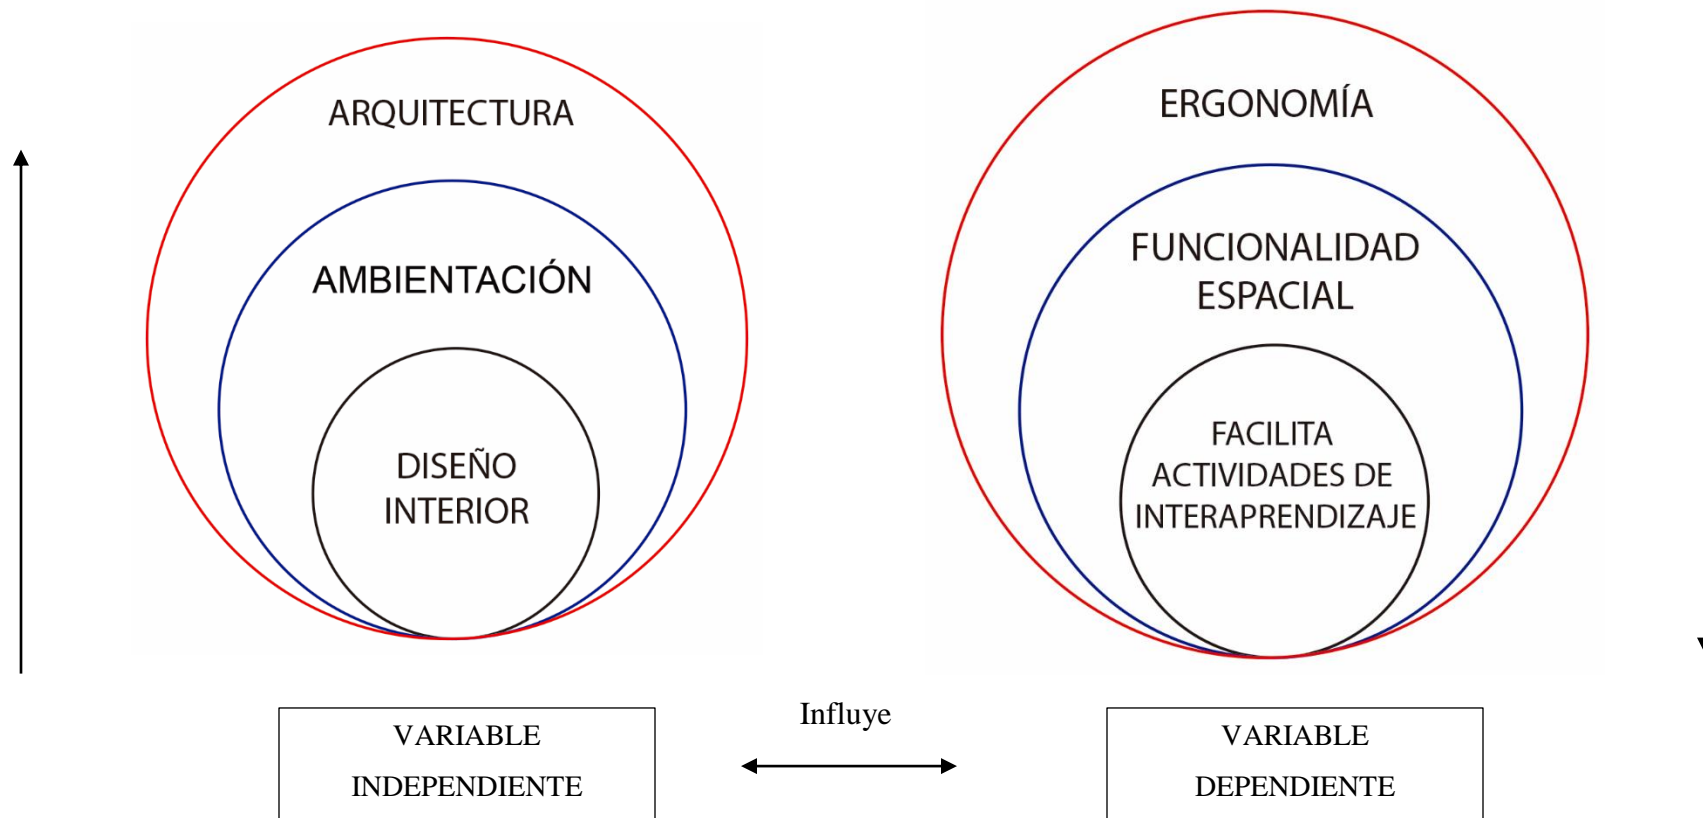 ARQUITECTURA
AMBIENTACIÓN
DISEÑO
INTERIOR
ERGONOMÍA
FUNCIONALIDAD
ESPACIAL
FACILITA
ACTIVIDADES DE
INTERAPRENDIZAJE
VARIABLE
INDEPENDIENTE
Influye
VARIABLE
DEPENDIENTE